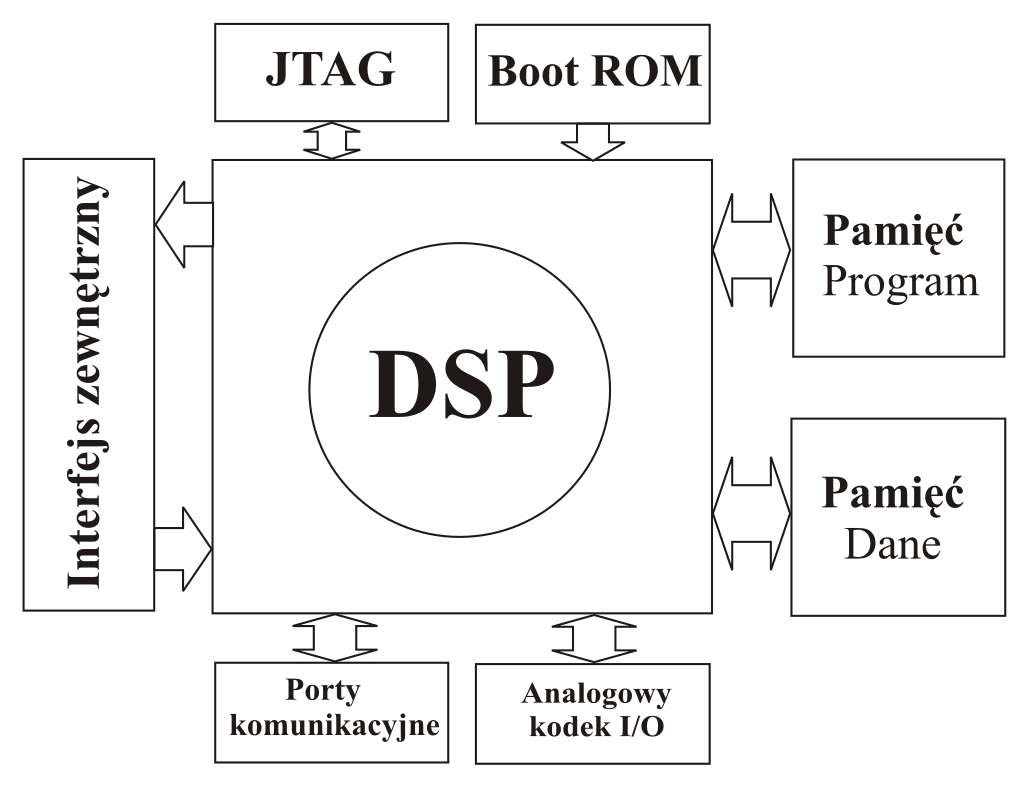 JTAG
Boot ROM
Interfejs zewnętrzny
DSP
Pamięć
Program
Pamięć
Dane
Porty
komunikacyjne
Analogowy
kodek I/O